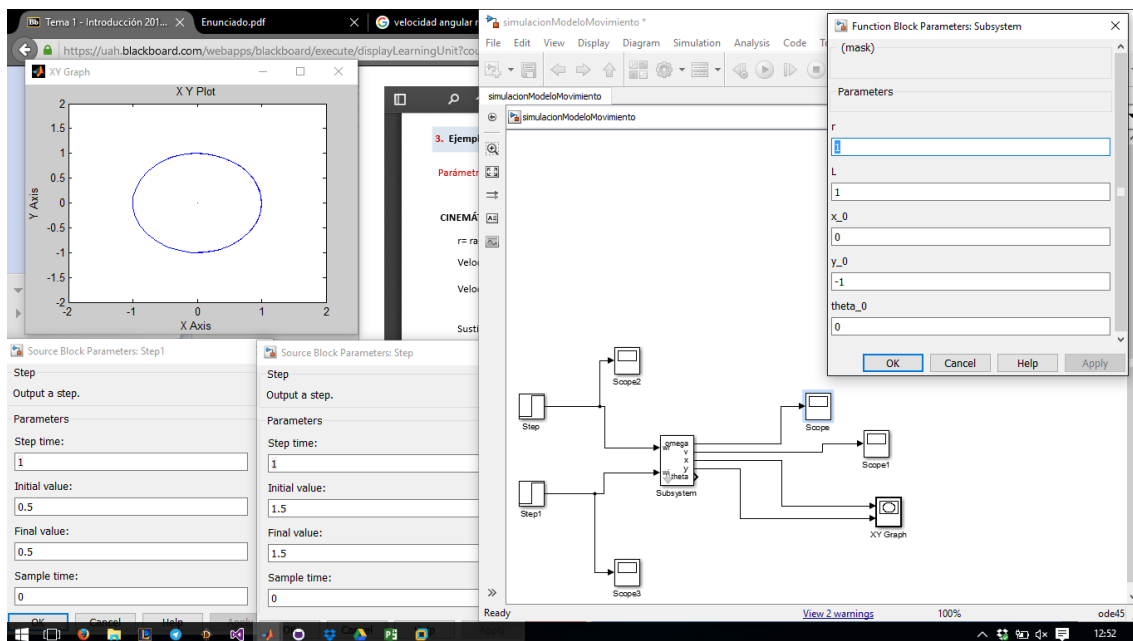 Tema 1 - Introducción 201...
Enunciado.pdf
velocidad angular r
https://uah.blackboard.com/webapps/blackboard/execute/displayLearningUnit?cou
XY Graph
X Y Plot
2
1.5
1
0.5
0
-0.5
-1
-1.5
-2
Y Axis
-2
-1
0
1
2
X Axis
3. Ejempl
Parámetr
CINEMÁ
r= ra
Velo
Velo
Susti
Source Block Parameters: Step1
Step
Output a step.
Parameters
Step time:
1
Initial value:
0.5
Final value:
0.5
Sample time:
0
OK
Cancel
Help
Apply
Source Block Parameters: Step
Step
Output a step.
Parameters
Step time:
1
Initial value:
1.5
Final value:
1.5
Sample time:
0
simulacionModeloMovimiento *
File Edit View Display Diagram Simulation Analysis Code
simulacionModeloMovimiento
simulacionModeloMovimiento
Scope2
Step
Scope
omega
wr
v
x
wi
y
theta
Subsystem
Scope1
Step1
XY Graph
Scope3
Ready
View 2 warnings
100%
ode45
Function Block Parameters: Subsystem
(mask)
Parameters
r
1
L
1
x_0
0
y_0
-1
theta_0
0
OK
Cancel
Help
Apply
12:52